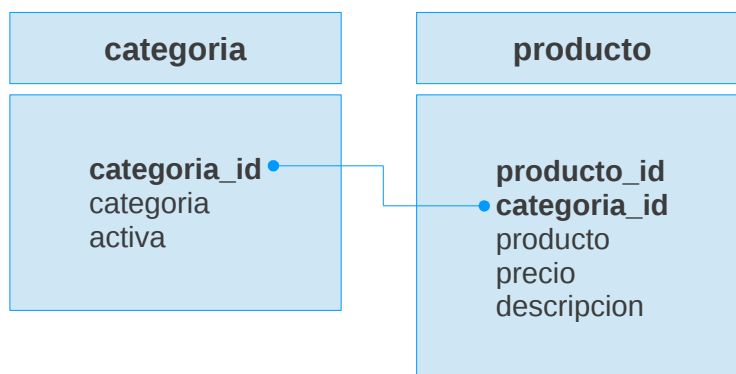 categoria
categoria_id
categoria
activa
producto
producto_id
categoria_id
producto
precio
descripcion